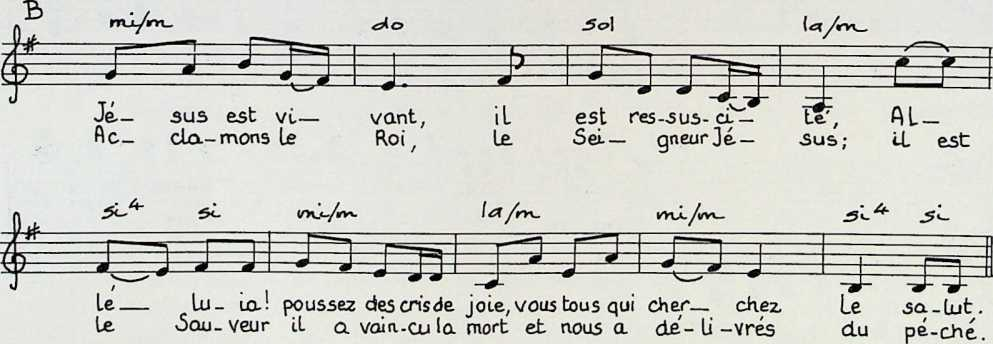 B
mi/m do sol la/m
Jé— sus est vi— vant, il est res-sus-ci— té, Al—
Ac— cla-mons le Roi, le Sei— gneur Jé— sus; il est
si4 si mi/m la/m mi/m si4 si
lé— lu-ia! poussez des cris de joie, vous tous qui cher— chez le sa-lut.
le Sau-veur il a vain-cu la mort et nous a dé-li-vrés du pé-ché.